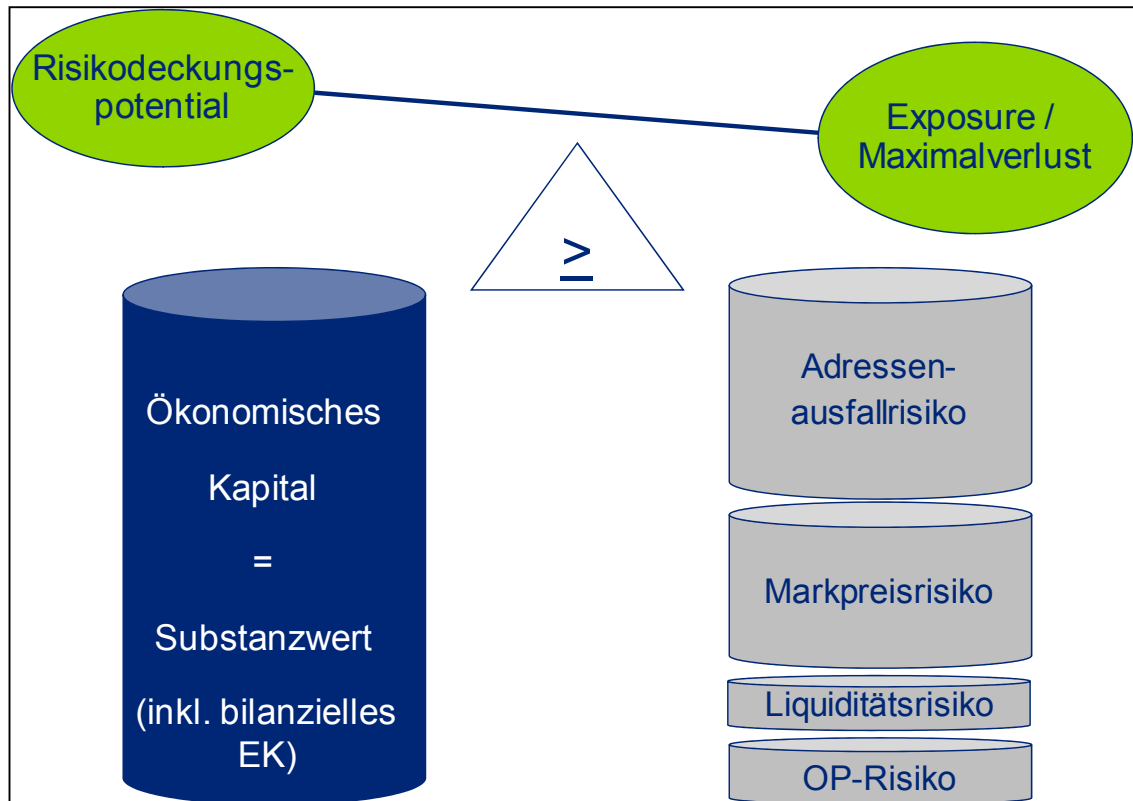 Risikodeckungs-
potential
Exposure /
Maximalverlust
≥
Ökonomisches
Kapital
=
Substanzwert
(inkl. bilanzielles
EK)
Adressen-
ausfallrisiko
Markpreisrisiko
Liquiditätsrisiko
OP-Risiko